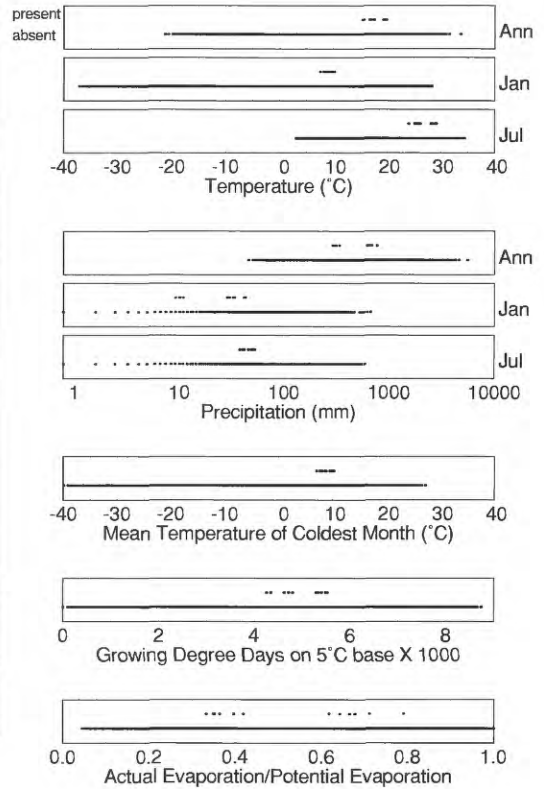 present
absent
Ann
Jan
Jul
-40 -30 -20 -10 0 10 20 30 40
Temperature (°C)
Ann
Jan
Jul
1 10 100 1000 10000
Precipitation (mm)
-40 -30 -20 -10 0 10 20 30 40
Mean Temperature of Coldest Month (°C)
0 2 4 6 8
Growing Degree Days on 5°C base X 1000
0.0 0.2 0.4 0.6 0.8 1.0
Actual Evaporation/Potential Evaporation